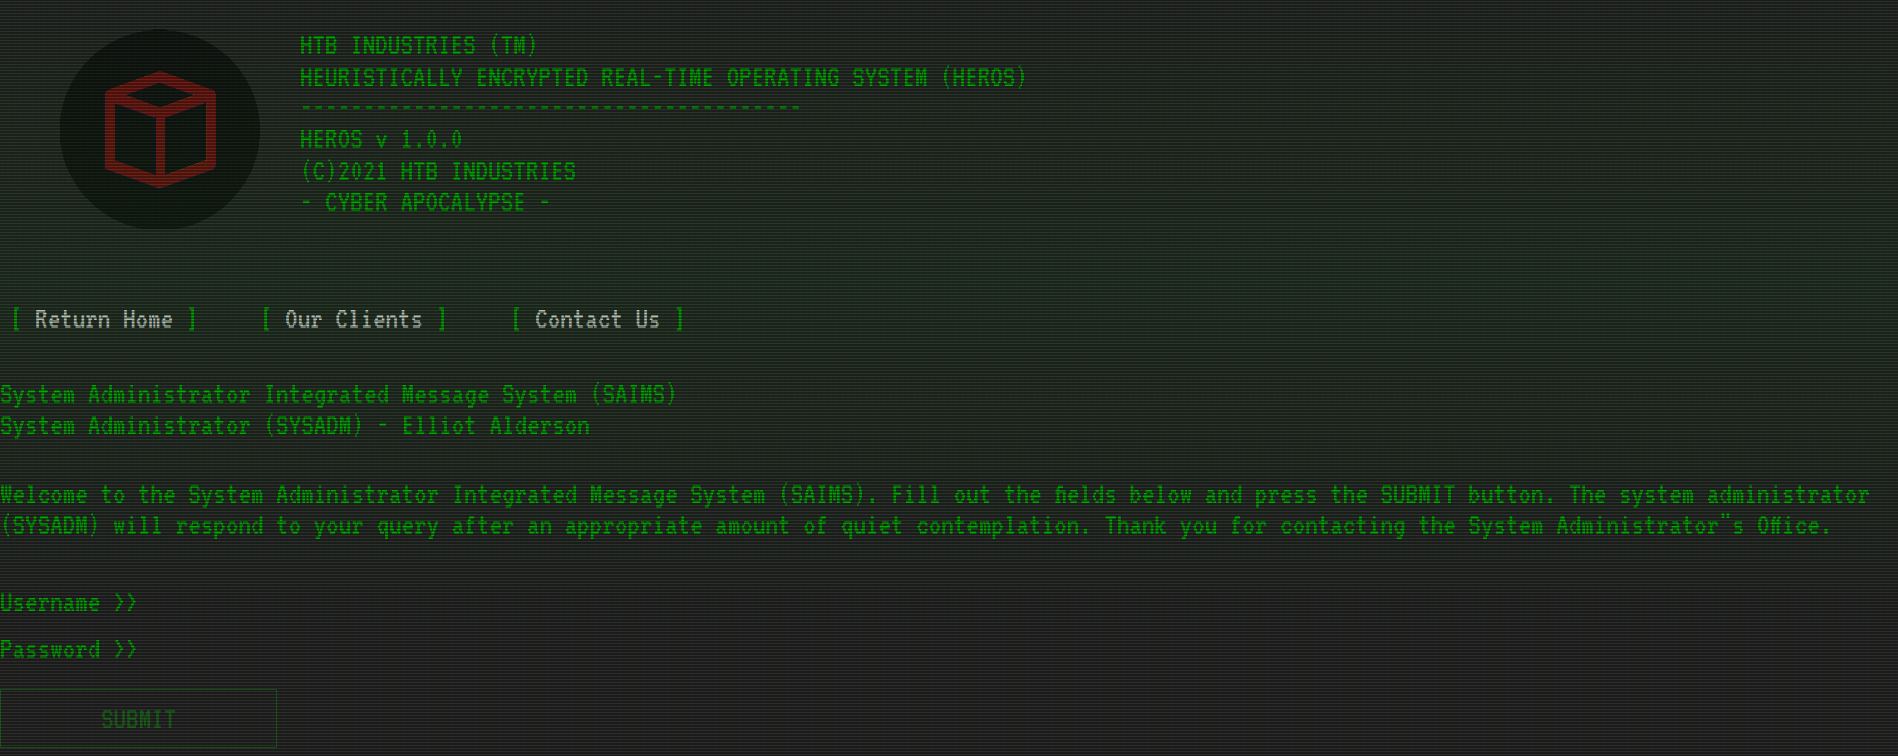 HTB INDUSTRIES (TM)
HEURISTICALLY ENCRYPTED REAL-TIME OPERATING SYSTEM (HEROS)
----------------------------------------
HEROS v 1.0.0
(C)2021 HTB INDUSTRIES
- CYBER APOCALYPSE -
[ Return Home ] [ Our Clients ] [ Contact Us ]
System Administrator Integrated Message System (SAIMS)
System Administrator (SYSADM) - Elliot Alderson
Welcome to the System Administrator Integrated Message System (SAIMS). Fill out the fields below and press the SUBMIT button. The system administrator
(SYSADM) will respond to your query after an appropriate amount of quiet contemplation. Thank you for contacting the System Administrator¨s Office.
Username >>
Password >>
SUBMIT